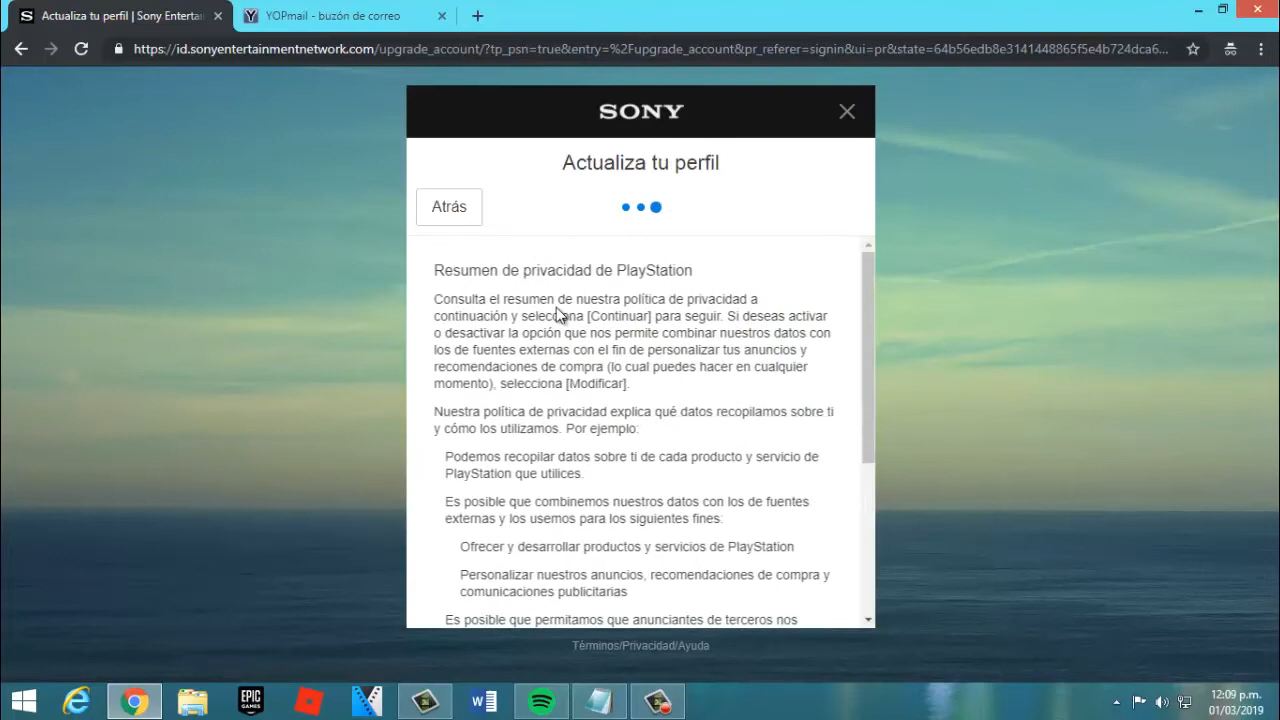 Actualiza tu perfil | Sony Enterta
YOPmail - buzón de correo
https://id.sonyentertainmentnetwork.com/upgrade_account/?tp_psn=true&entry=%2Fupgrade_account&pr_referer=signin&ui=pr&state=64b56edb8e3141448865f5e4b724dca6...
SONY
Actualiza tu perfil
Atrás
Resumen de privacidad de PlayStation
Consulta el resumen de nuestra política de privacidad a
continuación y selecciona [Continuar] para seguir. Si deseas activar
o desactivar la opción que nos permite combinar nuestros datos con
los de fuentes externas con el fin de personalizar tus anuncios y
recomendaciones de compra (lo cual puedes hacer en cualquier
momento), selecciona [Modificar].
Nuestra política de privacidad explica qué datos recopilamos sobre ti
y cómo los utilizamos. Por ejemplo:
Podemos recopilar datos sobre ti de cada producto y servicio de
PlayStation que utilices.
Es posible que combinemos nuestros datos con los de fuentes
externas y los usemos para los siguientes fines:
Ofrecer y desarrollar productos y servicios de PlayStation
Personalizar nuestros anuncios, recomendaciones de compra y
comunicaciones publicitarias
Es posible que permitamos que anunciantes de terceros nos
Términos/Privacidad/Ayuda
EPIC
GAMES
12:09 p.m.
01/03/2019